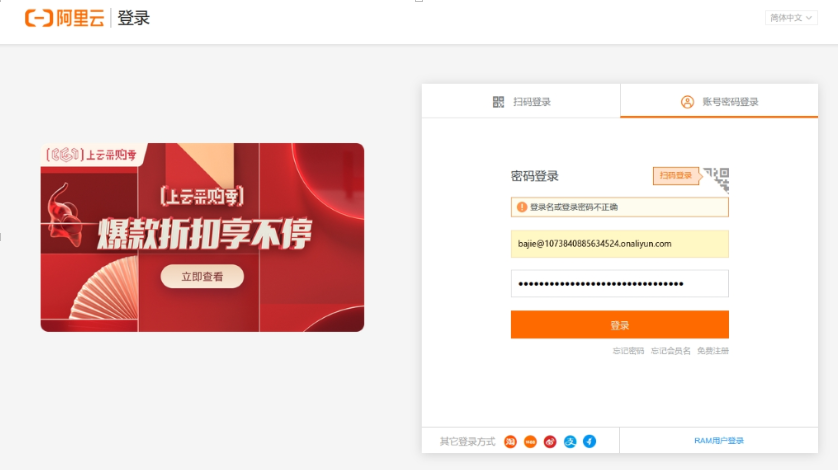 阿里云 登录
简体中文
扫码登录
账号密码登录
上云采购季
[上云采购季]
爆款折扣享不停
立即查看
密码登录
扫码登录
登录名或登录密码不正确
bajie@1073840885634524.onaliyun.com
登录
忘记密码 忘记会员名 免费注册
其它登录方式
淘
RAM用户登录